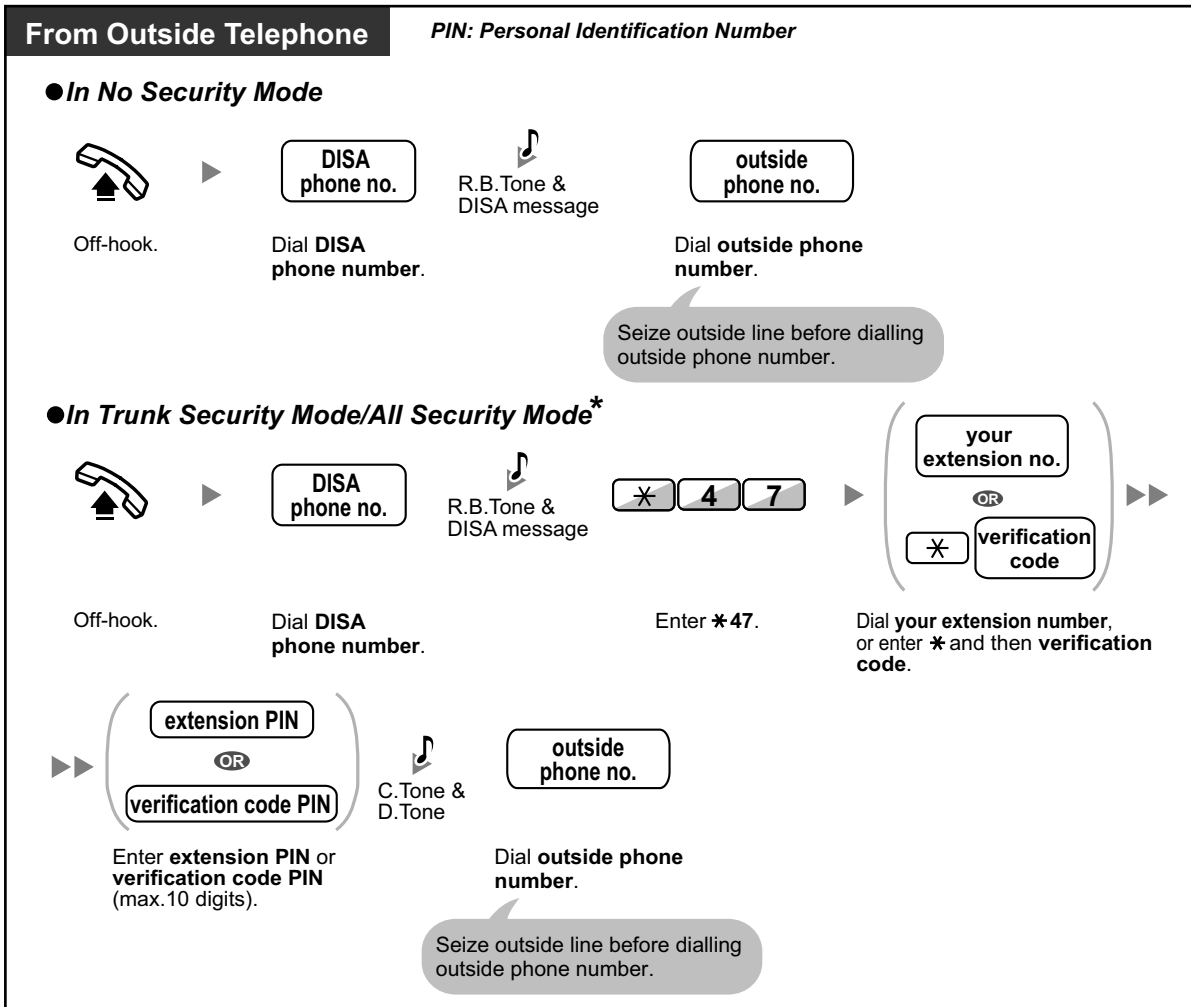 From Outside Telephone
PIN: Personal Identification Number
●In No Security Mode
DISA
phone no.
R.B.Tone &
DISA message
outside
phone no.
Off-hook.
Dial DISA
phone number.
Dial outside phone
number.
Seize outside line before dialling
outside phone number.
●In Trunk Security Mode/All Security Mode*
DISA
phone no.
R.B.Tone &
DISA message
* 4 7
your
extension no.
OR
* verification
code
Off-hook.
Dial DISA
phone number.
Enter *47.
Dial your extension number,
or enter * and then verification
code.
extension PIN
OR
verification code PIN
C.Tone &
D.Tone
outside
phone no.
Enter extension PIN or
verification code PIN
(max.10 digits).
Dial outside phone
number.
Seize outside line before dialling
outside phone number.